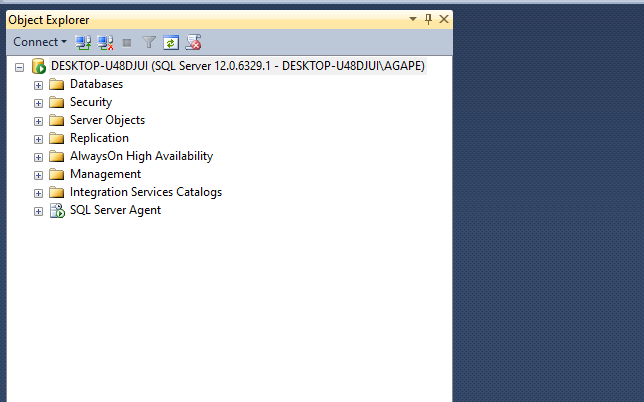 Object Explorer
Connect
DESKTOP-U48DJUI (SQL Server 12.0.6329.1 - DESKTOP-U48DJUI\AGAPE)
Databases
Security
Server Objects
Replication
AlwaysOn High Availability
Management
Integration Services Catalogs
SQL Server Agent